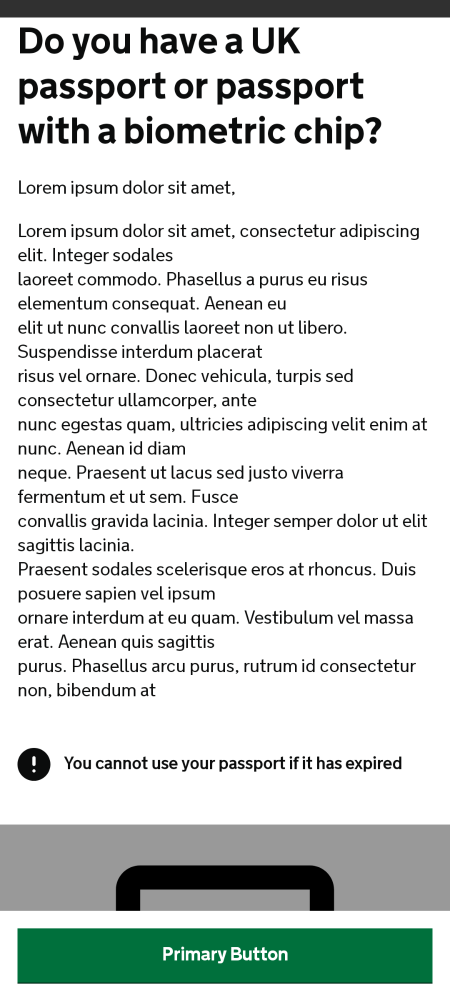 Do you have a UK
passport or passport
with a biometric chip?
Lorem ipsum dolor sit amet,
Lorem ipsum dolor sit amet, consectetur adipiscing
elit. Integer sodales
laoreet commodo. Phasellus a purus eu risus
elementum consequat. Aenean eu
elit ut nunc convallis laoreet non ut libero.
Suspendisse interdum placerat
risus vel ornare. Donec vehicula, turpis sed
consectetur ullamcorper, ante
nunc egestas quam, ultricies adipiscing velit enim at
nunc. Aenean id diam
neque. Praesent ut lacus sed justo viverra
fermentum et ut sem. Fusce
convallis gravida lacinia. Integer semper dolor ut elit
sagittis lacinia.
Praesent sodales scelerisque eros at rhoncus. Duis
posuere sapien vel ipsum
ornare interdum at eu quam. Vestibulum vel massa
erat. Aenean quis sagittis
purus. Phasellus arcu purus, rutrum id consectetur
non, bibendum at
You cannot use your passport if it has expired
Primary Button